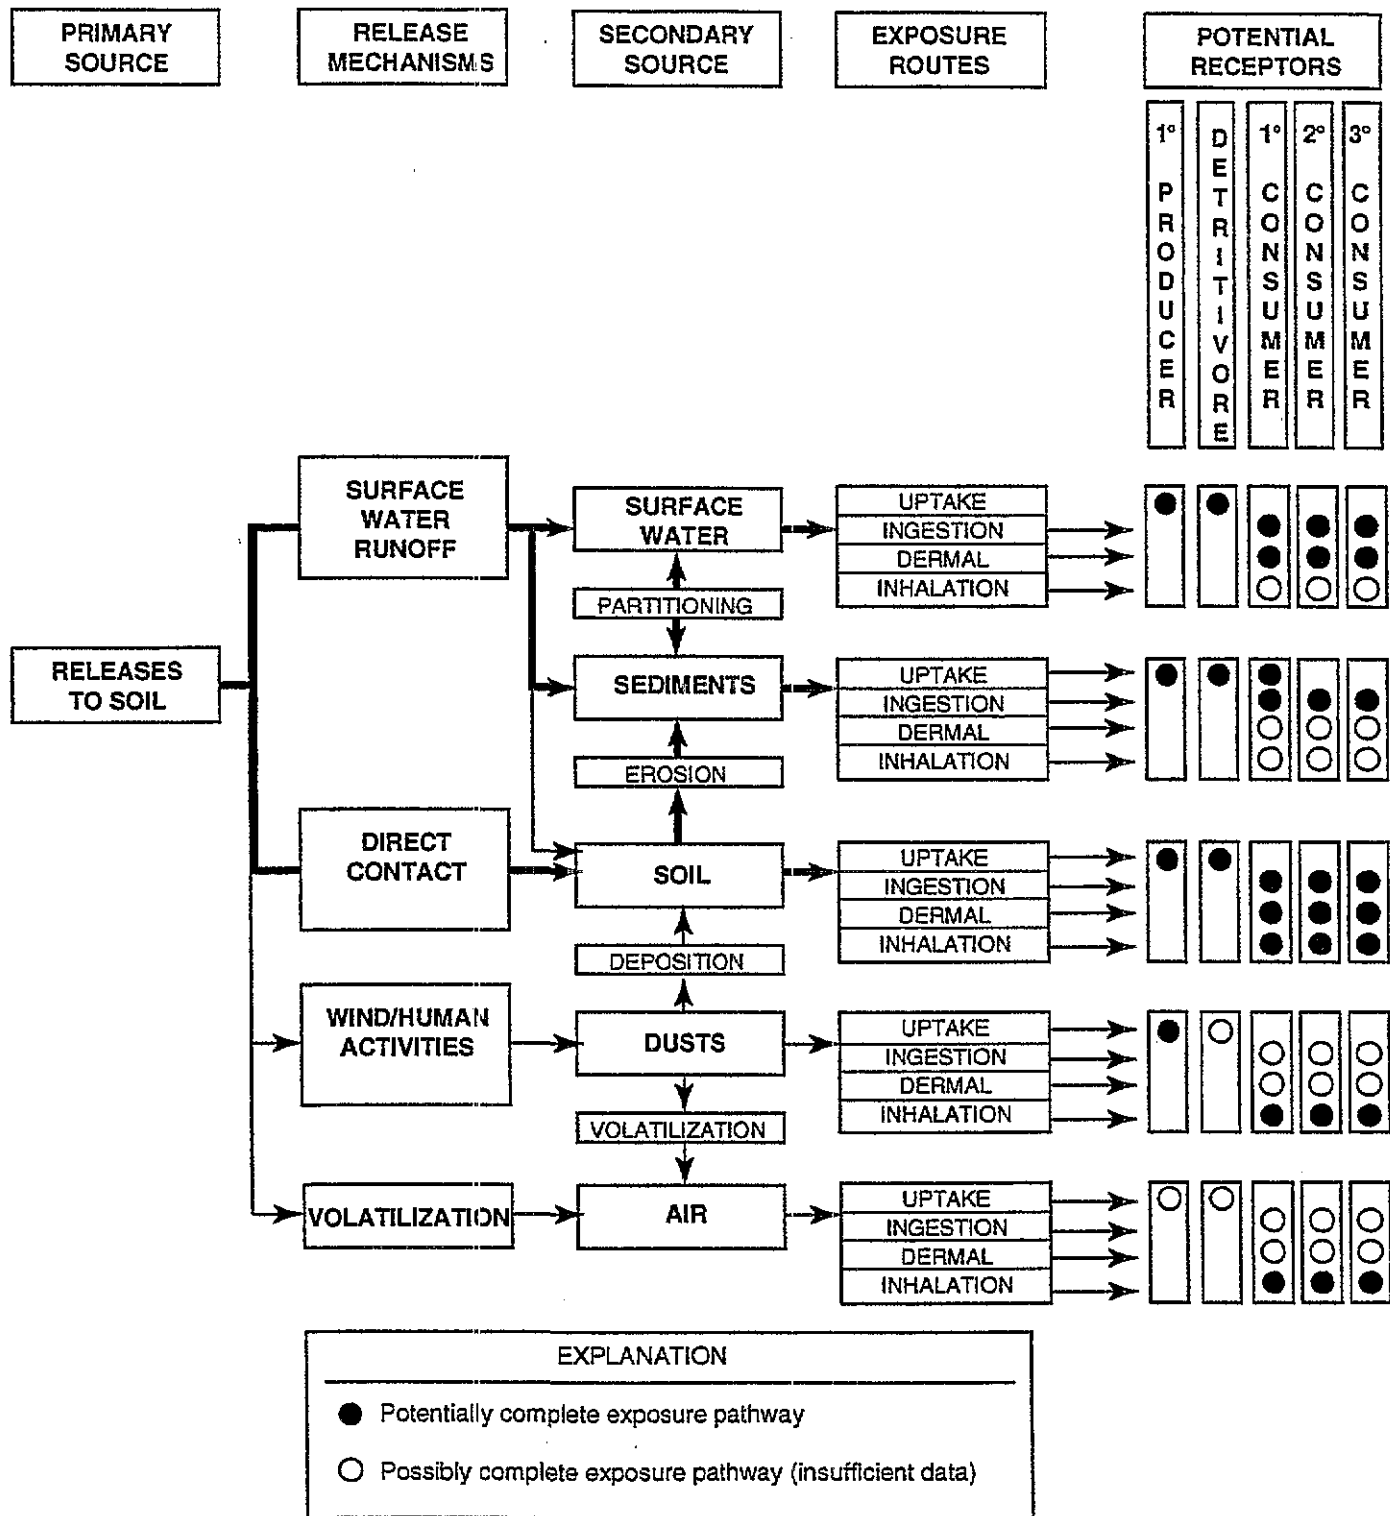 PRIMARY
SOURCE
RELEASE
MECHANISMS
SECONDARY
SOURCE
EXPOSURE
ROUTES
POTENTIAL
RECEPTORS
1° PRODUCER
DETRITIVORE
1° CONSUMER
2° CONSUMER
3° CONSUMER
RELEASES
TO SOIL
SURFACE
WATER
RUNOFF
DIRECT
CONTACT
WIND/HUMAN
ACTIVITIES
VOLATILIZATION
SURFACE
WATER
PARTITIONING
SEDIMENTS
EROSION
SOIL
DEPOSITION
DUSTS
VOLATILIZATION
AIR
UPTAKE
INGESTION
DERMAL
INHALATION
UPTAKE
INGESTION
DERMAL
INHALATION
UPTAKE
INGESTION
DERMAL
INHALATION
UPTAKE
INGESTION
DERMAL
INHALATION
UPTAKE
INGESTION
DERMAL
INHALATION
EXPLANATION
Potentially complete exposure pathway
Possibly complete exposure pathway (insufficient data)